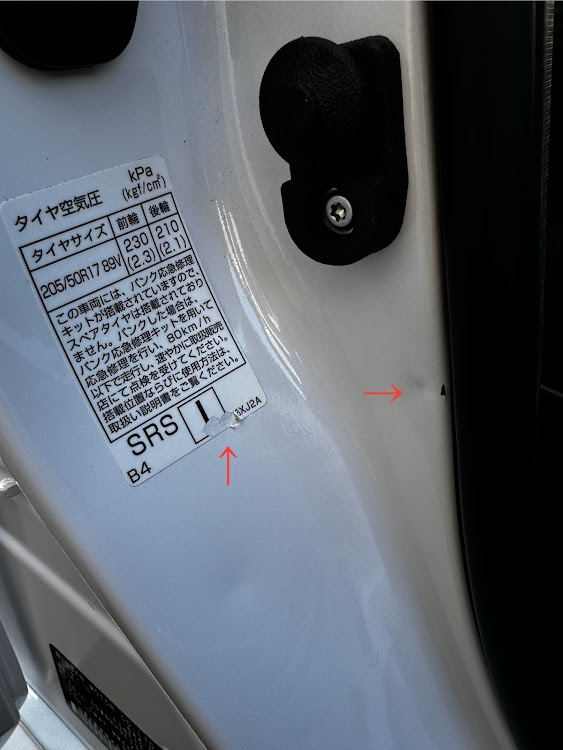 タイヤ空気圧 kPa
(kgf/cm²)
タイヤサイズ 前輪 後輪
205/50R17 89V 230 210
(2.3) (2.1)
この車両には、パンク応急修理
キットが搭載されていますので、
スペアタイヤは搭載されており
ません。パンクした場合は、
パンク応急修理キットを用いて
応急修理を行い、80km/h
以下で走行し、速やかに取扱販売
店にて点検を受けてください。
搭載位置ならびに使用方法は、
取扱い説明書をご覧ください。
SRS
B4